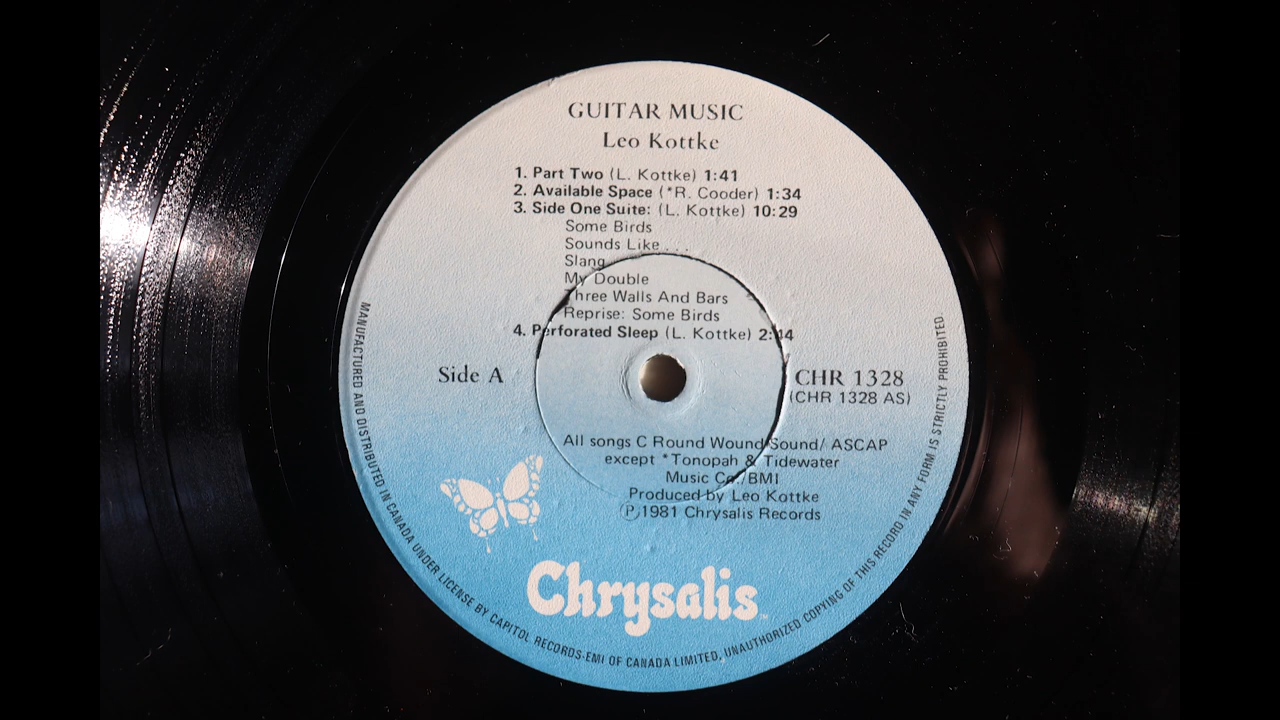 GUITAR MUSIC
Leo Kottke
1. Part Two (L. Kottke) 1:41
2. Available Space (*R. Cooder) 1:34
3. Side One Suite: (L. Kottke) 10:29
Some Birds
Sounds Like . . .
Slang
My Double
Three Walls And Bars
Reprise: Some Birds
4. Perforated Sleep (L. Kottke) 2:44
Side A
CHR 1328
(CHR 1328 AS)
All songs C Round Wound Sound/ ASCAP
except *Tonopah & Tidewater
Music Co./BMI
Produced by Leo Kottke
Ⓟ1981 Chrysalis Records
Chrysalis™
MANUFACTURED AND DISTRIBUTED IN CANADA UNDER LICENSE BY CAPITOL RECORDS-EMI OF CANADA LIMITED, UNAUTHORIZED COPYING OF THIS RECORD IN ANY FORM IS STRICTLY PROHIBITED.